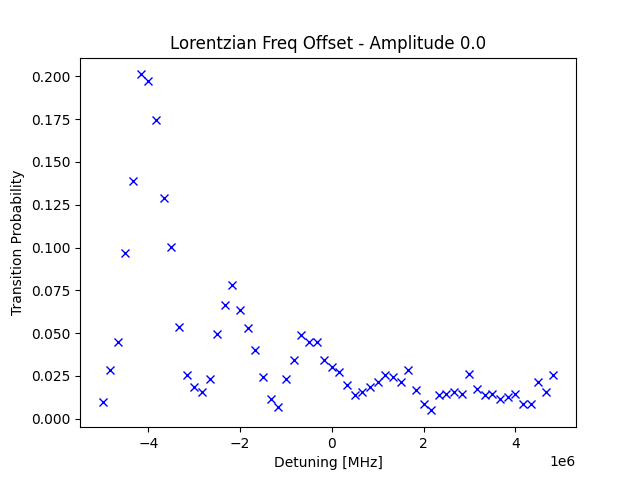 Lorentzian Freq Offset - Amplitude 0.0
Transition Probability
0.200
0.175
0.150
0.125
0.100
0.075
0.050
0.025
0.000
−4 −2 0 2 4
1e6
Detuning [MHz]